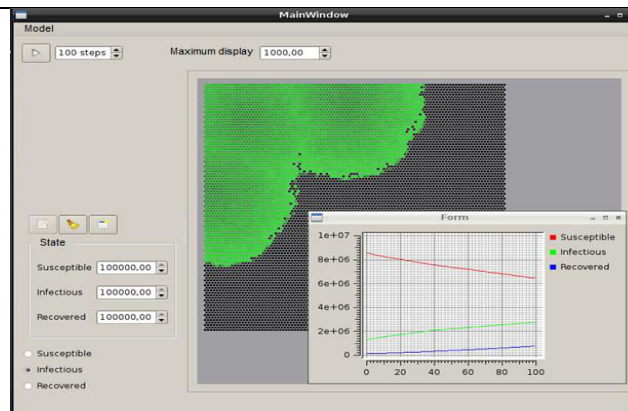 MainWindow
Model
100 steps
Maximum display 1000,00
State
Susceptible 100000,00
Infectious 100000,00
Recovered 100000,00
Susceptible
Infectious
Recovered
Form
1e+07
8e+06
6e+06
4e+06
2e+06
0
0 20 40 60 80 100
Susceptible
Infectious
Recovered